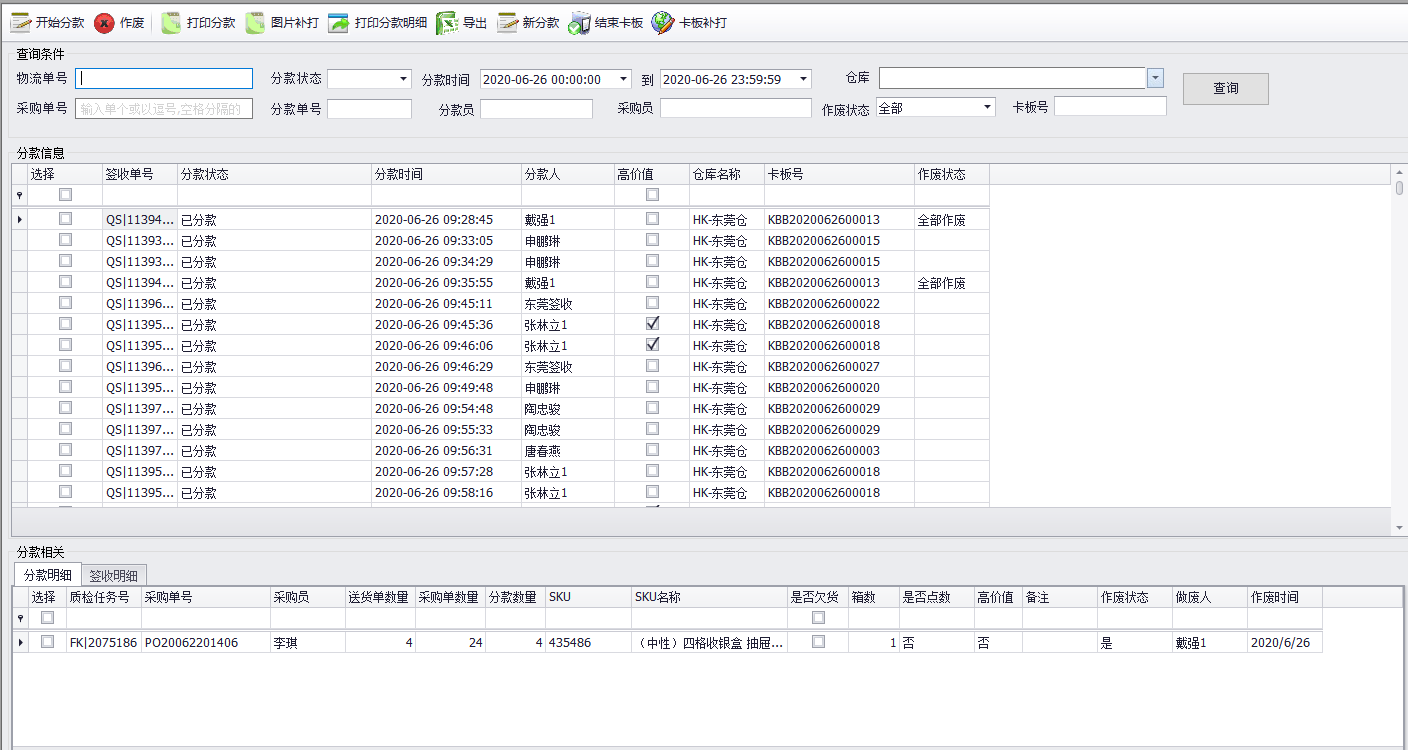 开始分款 作废 打印分款 图片补打 打印分款明细 导出 新分款 结束卡板 卡板补打
查询条件
物流单号 分款状态 分款时间 2020-06-26 00:00:00 到 2020-06-26 23:59:59 仓库 查询
采购单号 输入单个或以逗号,空格分隔的 分款单号 分款员 采购员 作废状态 全部 卡板号
分款信息
选择 签收单号 分款状态 分款时间 分款人 高价值 仓库名称 卡板号 作废状态
QS|11394... 已分款 2020-06-26 09:28:45 戴强1 HK-东莞仓 KBB2020062600013 全部作废
QS|11393... 已分款 2020-06-26 09:33:05 申鹏琳 HK-东莞仓 KBB2020062600015
QS|11393... 已分款 2020-06-26 09:34:29 申鹏琳 HK-东莞仓 KBB2020062600015
QS|11394... 已分款 2020-06-26 09:35:55 戴强1 HK-东莞仓 KBB2020062600013 全部作废
QS|11396... 已分款 2020-06-26 09:45:11 东莞签收 HK-东莞仓 KBB2020062600022
QS|11395... 已分款 2020-06-26 09:45:36 张林立1 HK-东莞仓 KBB2020062600018
QS|11395... 已分款 2020-06-26 09:46:06 张林立1 HK-东莞仓 KBB2020062600018
QS|11396... 已分款 2020-06-26 09:46:29 东莞签收 HK-东莞仓 KBB2020062600027
QS|11395... 已分款 2020-06-26 09:49:48 申鹏琳 HK-东莞仓 KBB2020062600020
QS|11397... 已分款 2020-06-26 09:54:48 陶忠骏 HK-东莞仓 KBB2020062600029
QS|11397... 已分款 2020-06-26 09:55:33 陶忠骏 HK-东莞仓 KBB2020062600029
QS|11397... 已分款 2020-06-26 09:56:31 唐春燕 HK-东莞仓 KBB2020062600003
QS|11395... 已分款 2020-06-26 09:57:28 张林立1 HK-东莞仓 KBB2020062600018
QS|11395... 已分款 2020-06-26 09:58:16 张林立1 HK-东莞仓 KBB2020062600018
分款相关
分款明细 签收明细
选择 质检任务号 采购单号 采购员 送货单数量 采购单数量 分款数量 SKU SKU名称 是否欠货 箱数 是否点数 高价值 备注 作废状态 做废人 作废时间
FK|2075186 PO20062201406 李琪 4 24 4 435486 （中性）四格收银盒 抽屉... 1 否 否 是 戴强1 2020/6/26